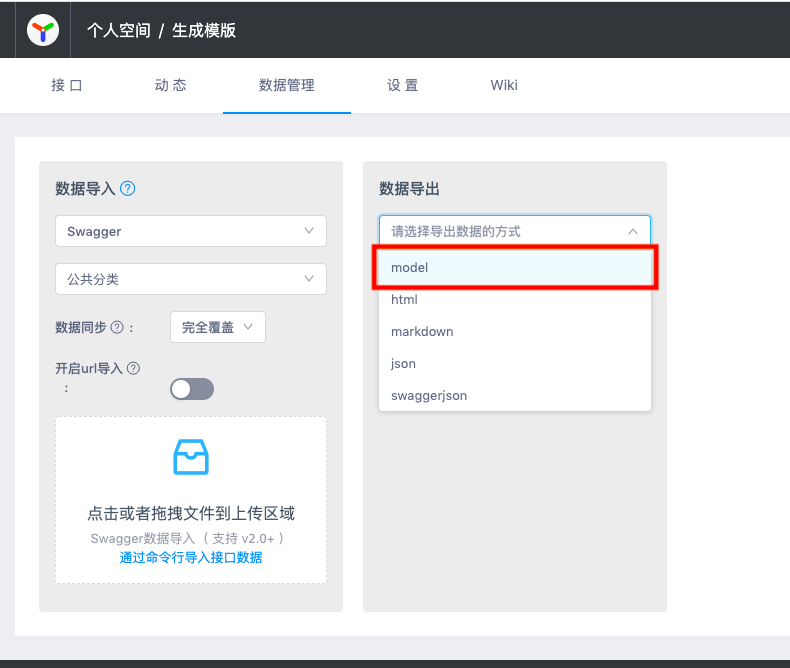 个人空间 / 生成模版
接 口 动 态 数据管理 设 置 Wiki
数据导入 ?
Swagger
公共分类
数据同步 ? :
完全覆盖
开启url导入 ?
:
点击或者拖拽文件到上传区域
Swagger数据导入（ 支持 v2.0+ ）
通过命令行导入接口数据
数据导出
请选择导出数据的方式
model
html
markdown
json
swaggerjson